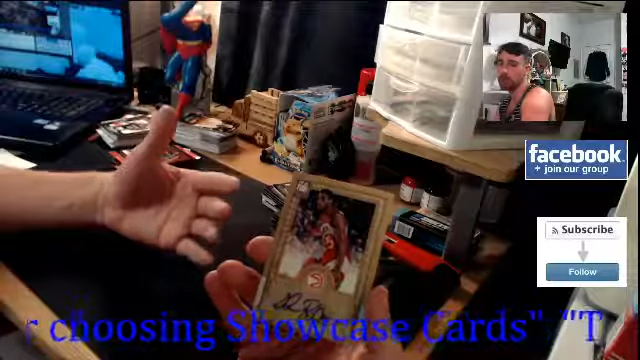 facebook.
+ join our group
Subscribe
Follow
r choosing Showcase Cards" "T